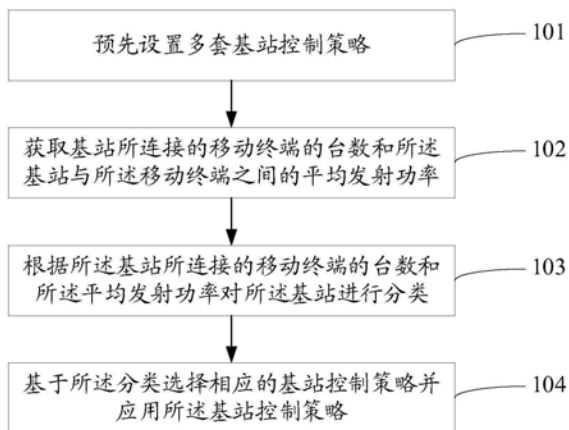 预先设置多套基站控制策略
101
获取基站所连接的移动终端的台数和所述
基站与所述移动终端之间的平均发射功率
102
根据所述基站所连接的移动终端的台数和
所述平均发射功率对所述基站进行分类
103
基于所述分类选择相应的基站控制策略并
应用所述基站控制策略
104